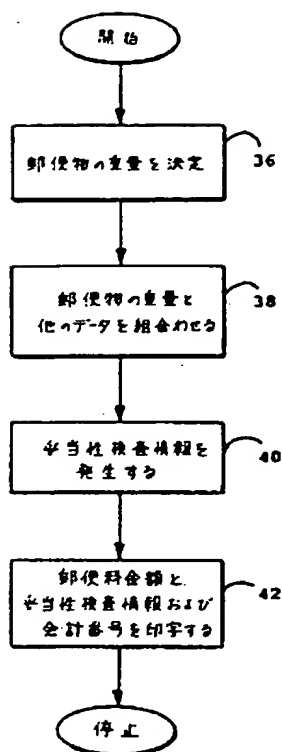 開始
郵便物の重量を決定
36
郵便物の重量と
他のデータを組合わせる
38
妥当性検査情報を
発生する
40
郵便料金額と、
妥当性検査情報および
会計番号を印字する
42
停止